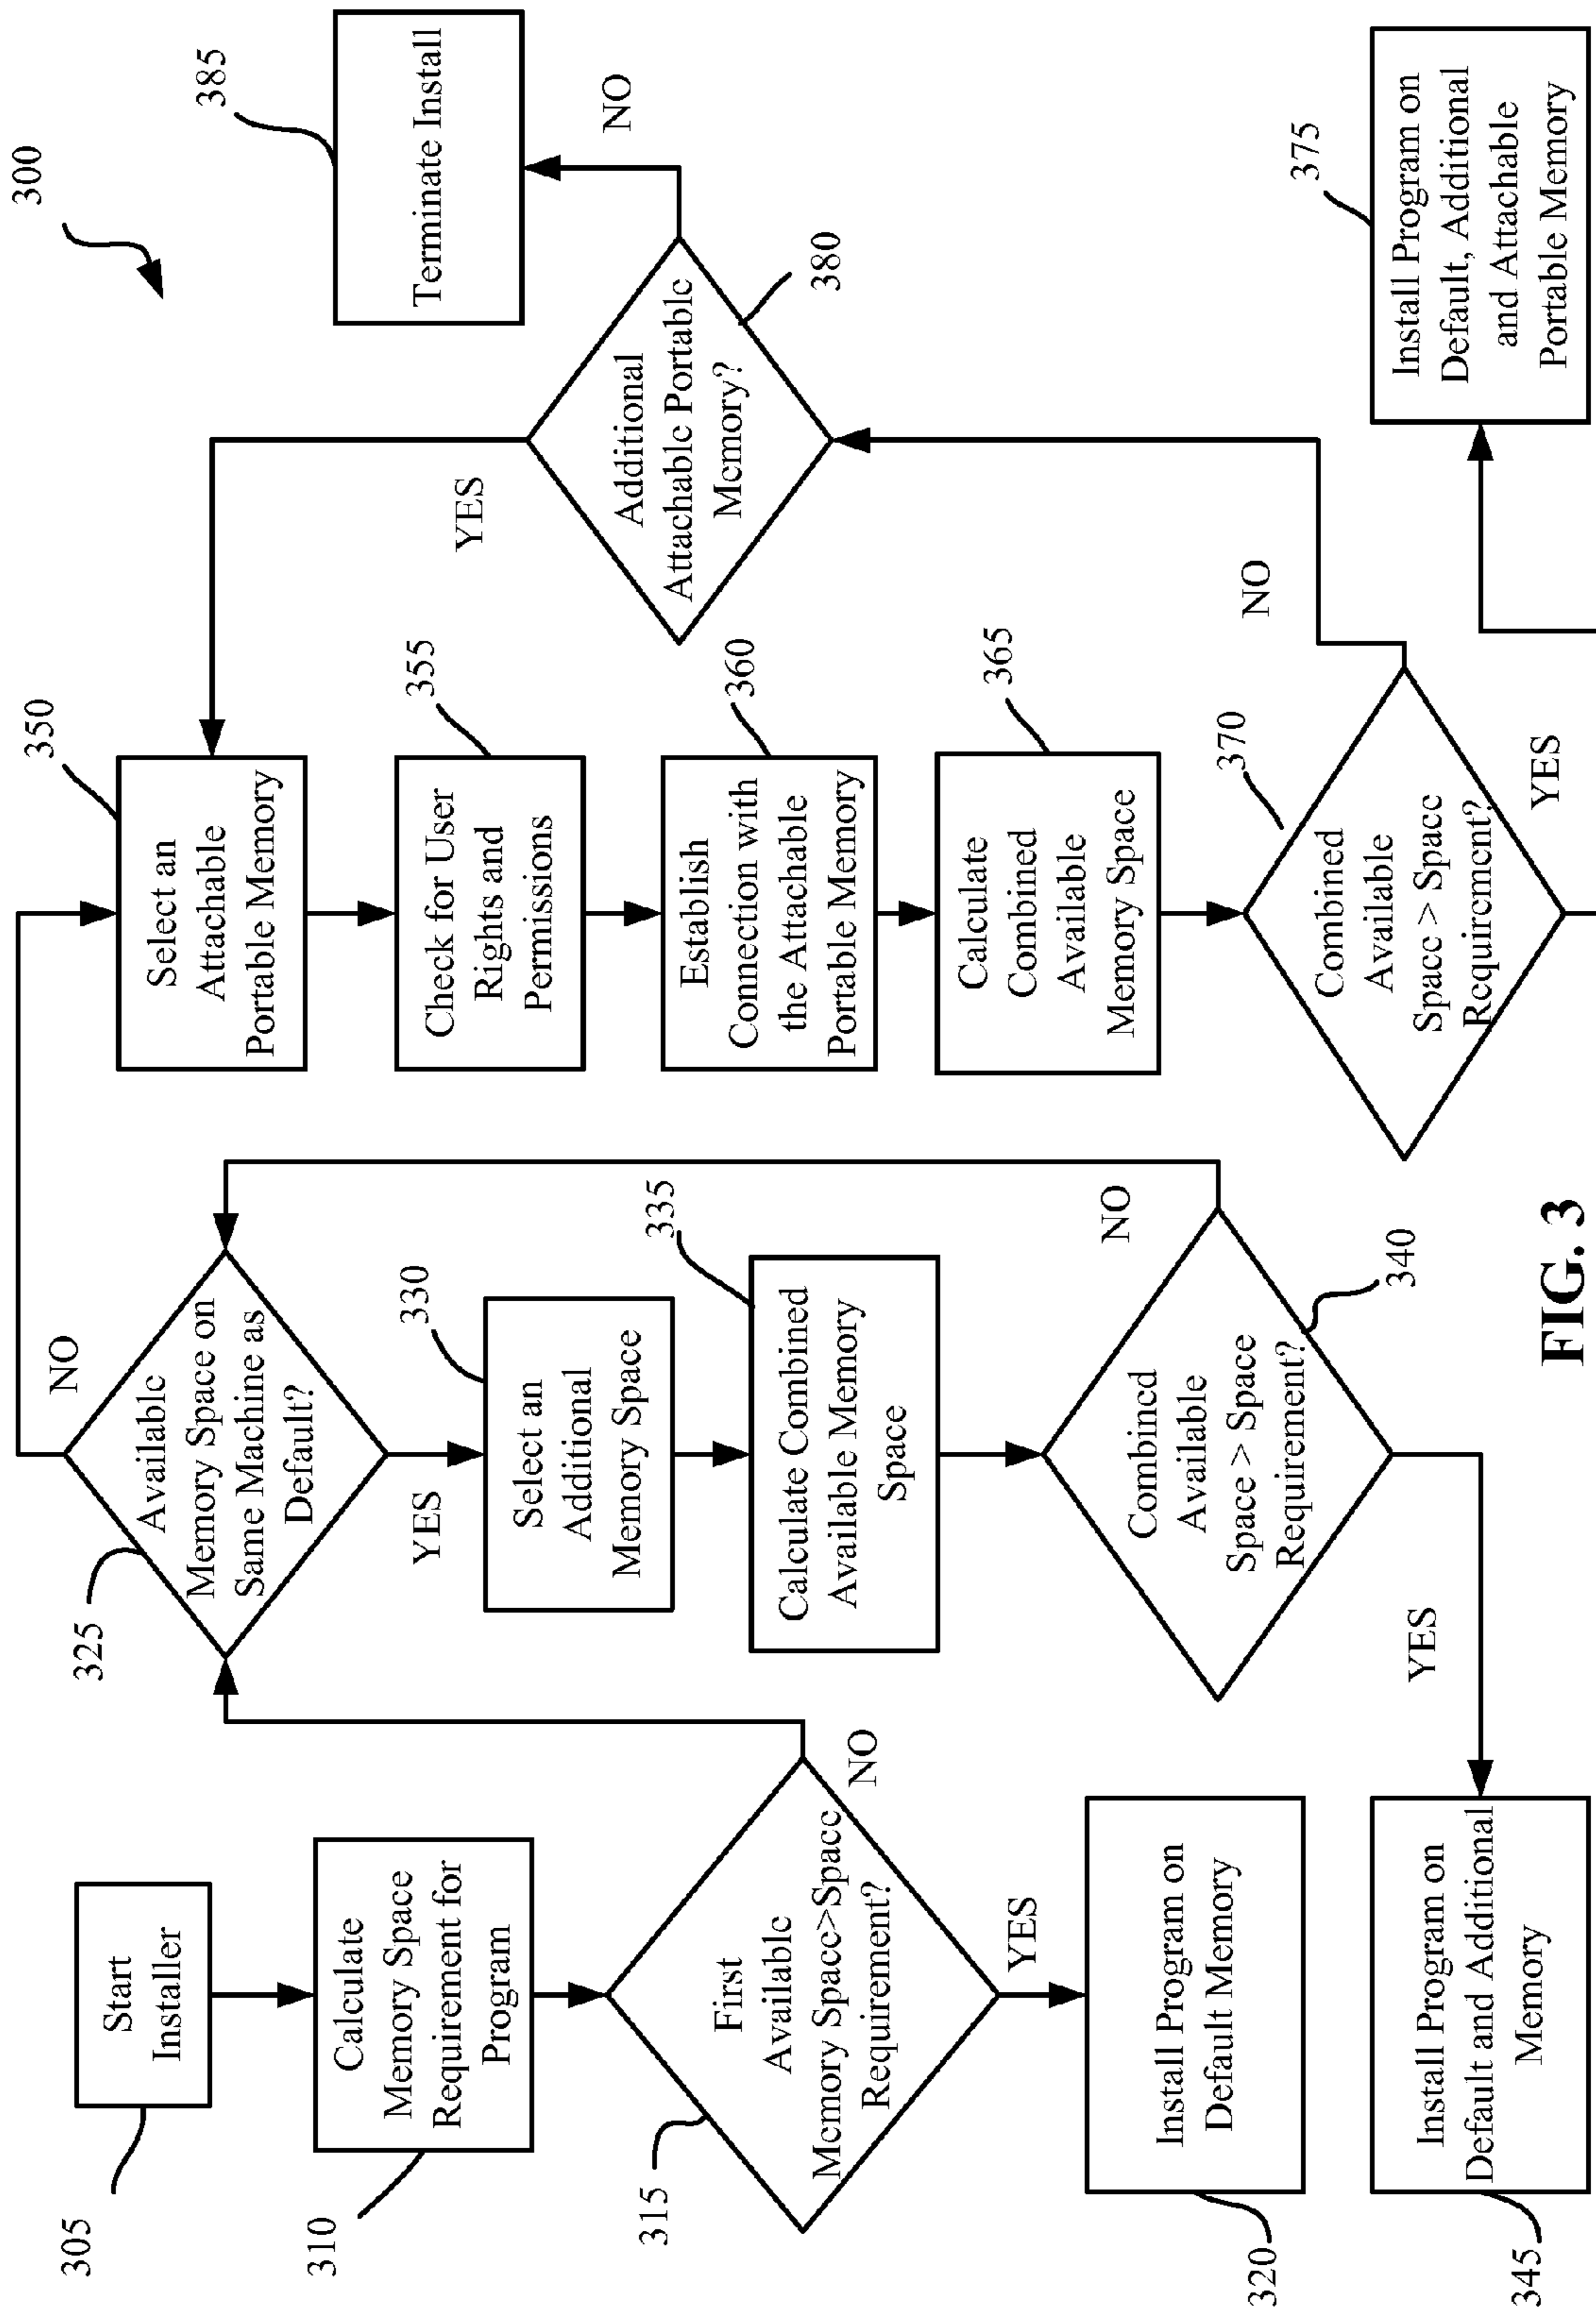 300
305
Start
Installer
310
Calculate
Memory Space
Requirement for
Program
315
First
Available
Memory Space>Space
Requirement?
NO
YES
320
Install Program on
Default Memory
325
Available
Memory Space on
Same Machine as
Default?
NO
YES
330
Select an
Additional
Memory Space
335
Calculate Combined
Available Memory
Space
340
Combined
Available
Space > Space
Requirement?
NO
YES
345
Install Program on
Default and Additional
Memory
350
Select an
Attachable
Portable Memory
355
Check for User
Rights and
Permissions
360
Establish
Connection with
the Attachable
Portable Memory
365
Calculate
Combined
Available
Memory Space
370
Combined
Available
Space > Space
Requirement?
NO
YES
375
Install Program on
Default, Additional
and Attachable
Portable Memory
380
Additional
Attachable Portable
Memory?
YES
NO
385
Terminate Install
FIG. 3